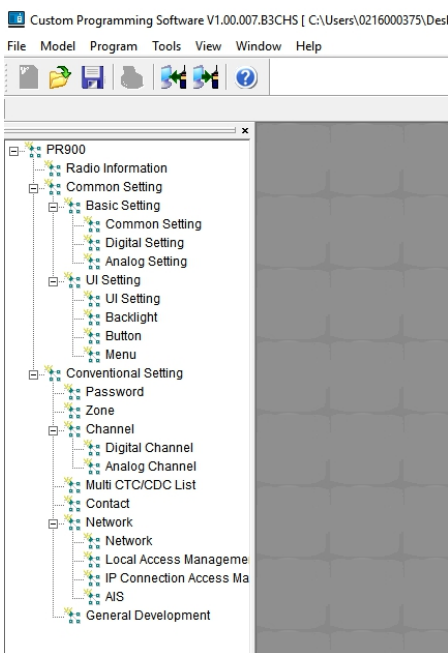 Custom Programming Software V1.00.007.B3CHS [ C:\Users\0216000375\Des
File Model Program Tools View Window Help
PR900
Radio Information
Common Setting
Basic Setting
Common Setting
Digital Setting
Analog Setting
UI Setting
UI Setting
Backlight
Button
Menu
Conventional Setting
Password
Zone
Channel
Digital Channel
Analog Channel
Multi CTC/CDC List
Contact
Network
Network
Local Access Manageme
IP Connection Access Ma
AIS
General Development